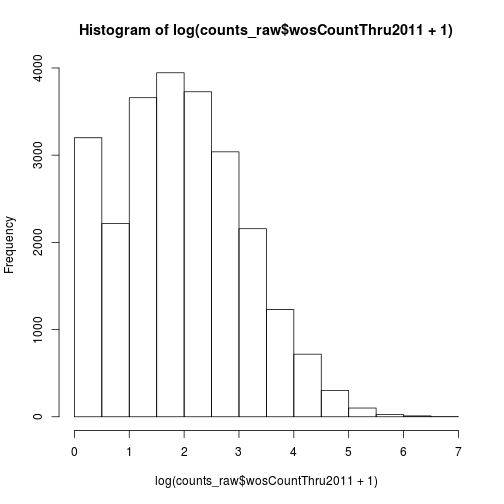 Histogram of log(counts_raw$wosCountThru2011 + 1)
Frequency
4000
3000
2000
1000
0
0 1 2 3 4 5 6 7
log(counts_raw$wosCountThru2011 + 1)